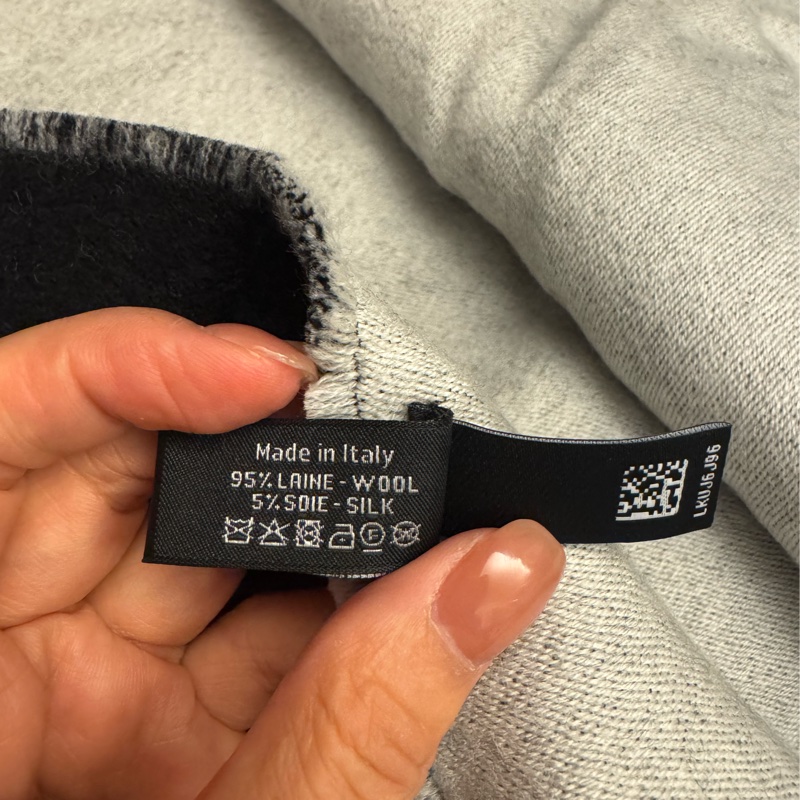 Made in Italy
95% LAINE - WOOL
5% SOIE - SILK
F
W
LKUJ6J96